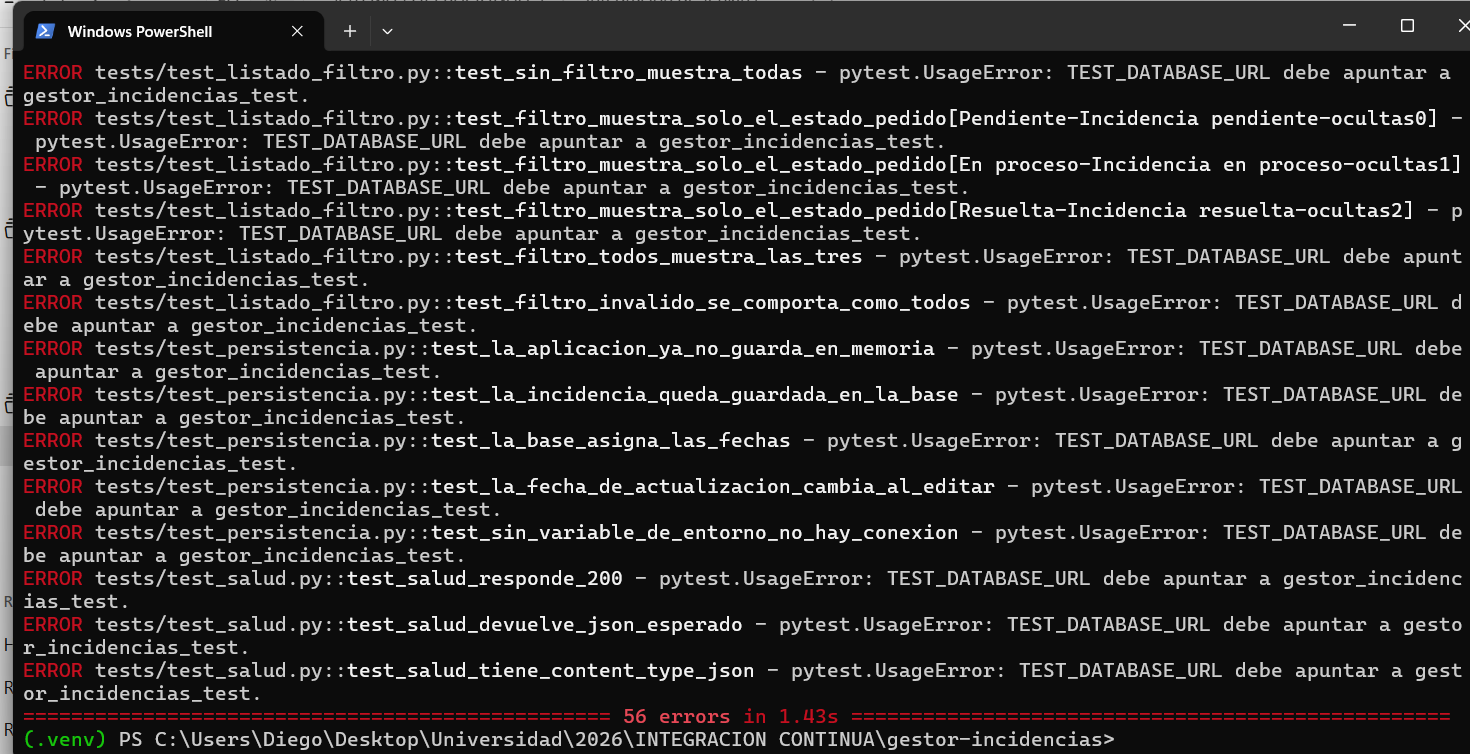 Windows PowerShell
ERROR tests/test_listado_filtro.py::test_sin_filtro_muestra_todas - pytest.UsageError: TEST_DATABASE_URL debe apuntar a
gestor_incidencias_test.
ERROR tests/test_listado_filtro.py::test_filtro_muestra_solo_el_estado_pedido[Pendiente-Incidencia pendiente-ocultas0] -
pytest.UsageError: TEST_DATABASE_URL debe apuntar a gestor_incidencias_test.
ERROR tests/test_listado_filtro.py::test_filtro_muestra_solo_el_estado_pedido[En proceso-Incidencia en proceso-ocultas1]
- pytest.UsageError: TEST_DATABASE_URL debe apuntar a gestor_incidencias_test.
ERROR tests/test_listado_filtro.py::test_filtro_muestra_solo_el_estado_pedido[Resuelta-Incidencia resuelta-ocultas2] - p
ytest.UsageError: TEST_DATABASE_URL debe apuntar a gestor_incidencias_test.
ERROR tests/test_listado_filtro.py::test_filtro_todos_muestra_las_tres - pytest.UsageError: TEST_DATABASE_URL debe apunt
ar a gestor_incidencias_test.
ERROR tests/test_listado_filtro.py::test_filtro_invalido_se_comporta_como_todos - pytest.UsageError: TEST_DATABASE_URL d
ebe apuntar a gestor_incidencias_test.
ERROR tests/test_persistencia.py::test_la_aplicacion_ya_no_guarda_en_memoria - pytest.UsageError: TEST_DATABASE_URL debe
apuntar a gestor_incidencias_test.
ERROR tests/test_persistencia.py::test_la_incidencia_queda_guardada_en_la_base - pytest.UsageError: TEST_DATABASE_URL de
be apuntar a gestor_incidencias_test.
ERROR tests/test_persistencia.py::test_la_base_asigna_las_fechas - pytest.UsageError: TEST_DATABASE_URL debe apuntar a g
estor_incidencias_test.
ERROR tests/test_persistencia.py::test_la_fecha_de_actualizacion_cambia_al_editar - pytest.UsageError: TEST_DATABASE_URL
debe apuntar a gestor_incidencias_test.
ERROR tests/test_persistencia.py::test_sin_variable_de_entorno_no_hay_conexion - pytest.UsageError: TEST_DATABASE_URL de
be apuntar a gestor_incidencias_test.
ERROR tests/test_salud.py::test_salud_responde_200 - pytest.UsageError: TEST_DATABASE_URL debe apuntar a gestor_incidenc
ias_test.
ERROR tests/test_salud.py::test_salud_devuelve_json_esperado - pytest.UsageError: TEST_DATABASE_URL debe apuntar a gesto
r_incidencias_test.
ERROR tests/test_salud.py::test_salud_tiene_content_type_json - pytest.UsageError: TEST_DATABASE_URL debe apuntar a gest
or_incidencias_test.
================================================= 56 errors in 1.43s ==================================================
(.venv) PS C:\Users\Diego\Desktop\Universidad\2026\INTEGRACION CONTINUA\gestor-incidencias>